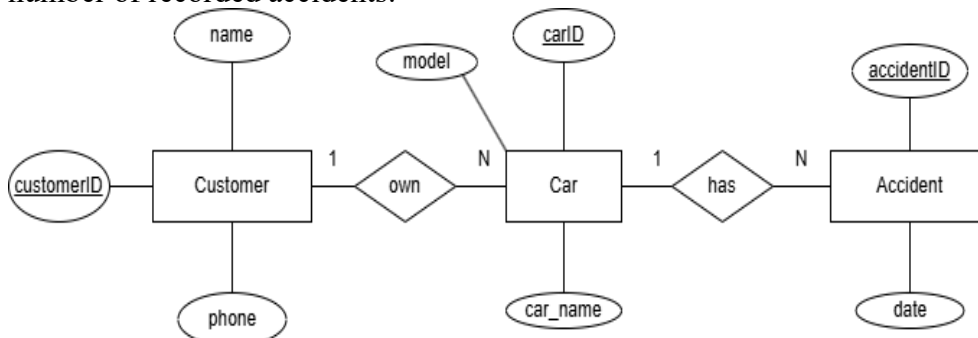 number of recorded accidents.
name
carID
model
accidentID
1
N
1
N
customerID
Customer
own
Car
has
Accident
phone
car_name
date